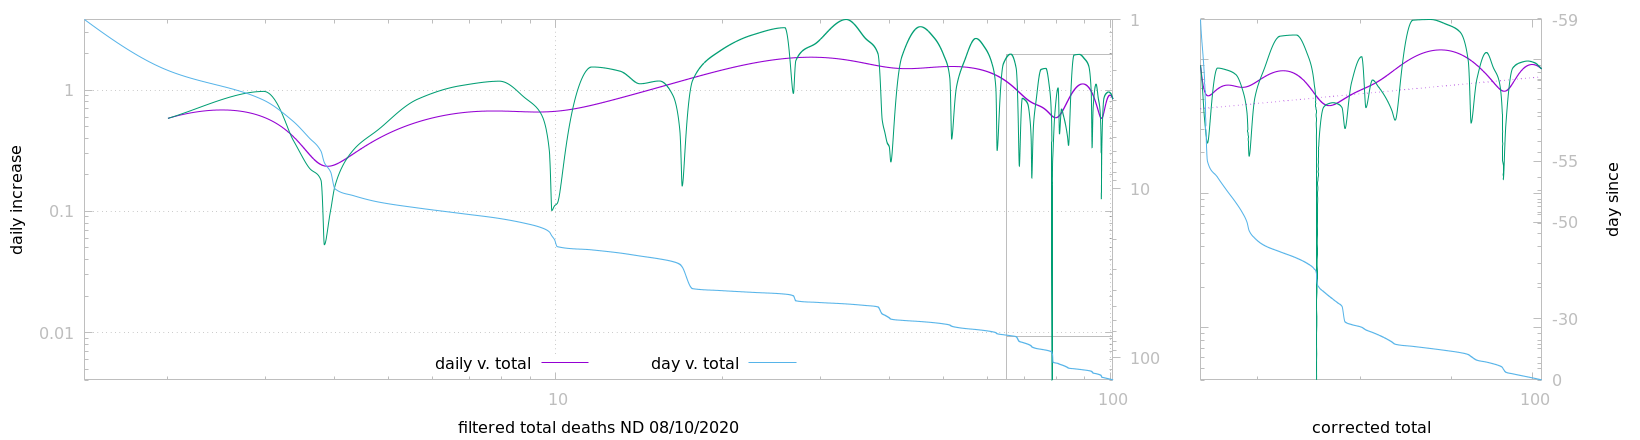 1
-59
1
daily increase
-55
day since
10
0.1
-50
0.01
-30
100
daily v. total
day v. total
0
10
100
100
filtered total deaths ND 08/10/2020
corrected total